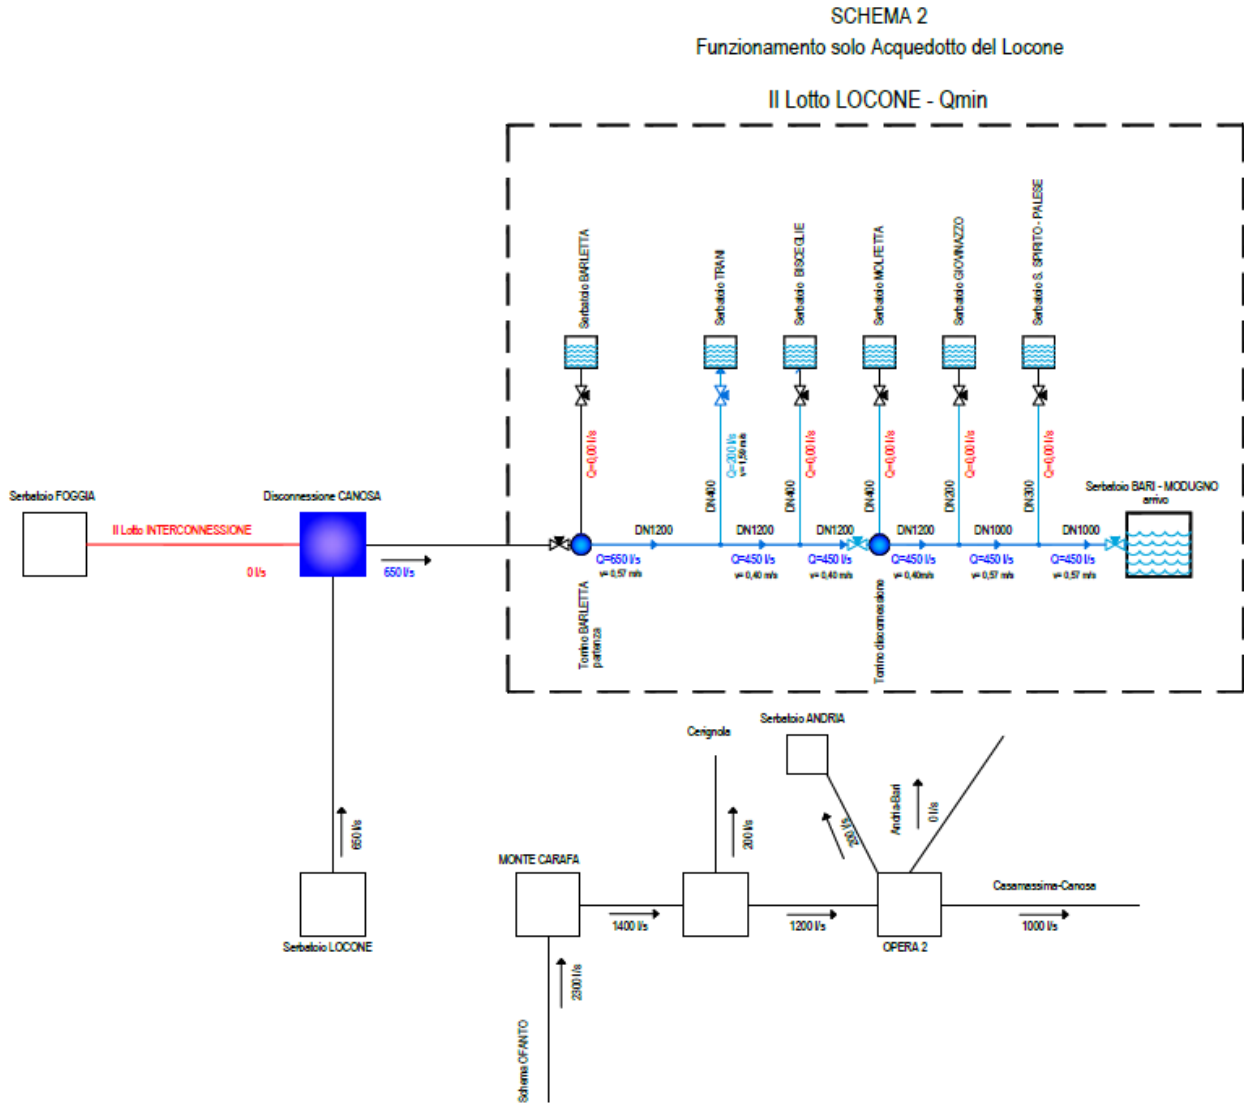 SCHEMA 2
Funzionamento solo Acquedotto del Locone
II Lotto LOCONE - Qmin
Serbatoio BARLETTA
Serbatoio TRANI
Serbatoio BISCEGLIE
Serbatoio MOLFETTA
Serbatoio GIOVINAZZO
Serbatoio S. SPIRITO - PALESE
Q=0,00 l/s
Q=200 l/s
v=1,59 m/s
Q=0,00 l/s
Q=0,00 l/s
Q=0,00 l/s
Q=0,00 l/s
DN400
DN400
DN400
DN200
DN300
Serbatoio FOGGIA
Disconnessione CANOSA
Serbatoio BARI - MODUGNO
arrivo
II Lotto INTERCONNESSIONE
0 l/s
650 l/s
DN1200
DN1200
DN1200
DN1200
DN1000
DN1000
Q=650 l/s
v= 0,57 m/s
Q=450 l/s
v= 0,40 m/s
Q=450 l/s
v= 0,40 m/s
Q=450 l/s
v= 0,40m/s
Q=450 l/s
v= 0,57 m/s
Q=450 l/s
v= 0,57 m/s
Torrino BARLETTA
partenza
Torrino disconnessione
Serbatoio ANDRIA
Cerignola
Andria-Bari
0 l/s
200 l/s
200 l/s
650 l/s
MONTE CARAFA
Casamassima-Canosa
1400 l/s
1200 l/s
1000 l/s
Serbatoio LOCONE
OPERA 2
2300 l/s
Schema OFANTO